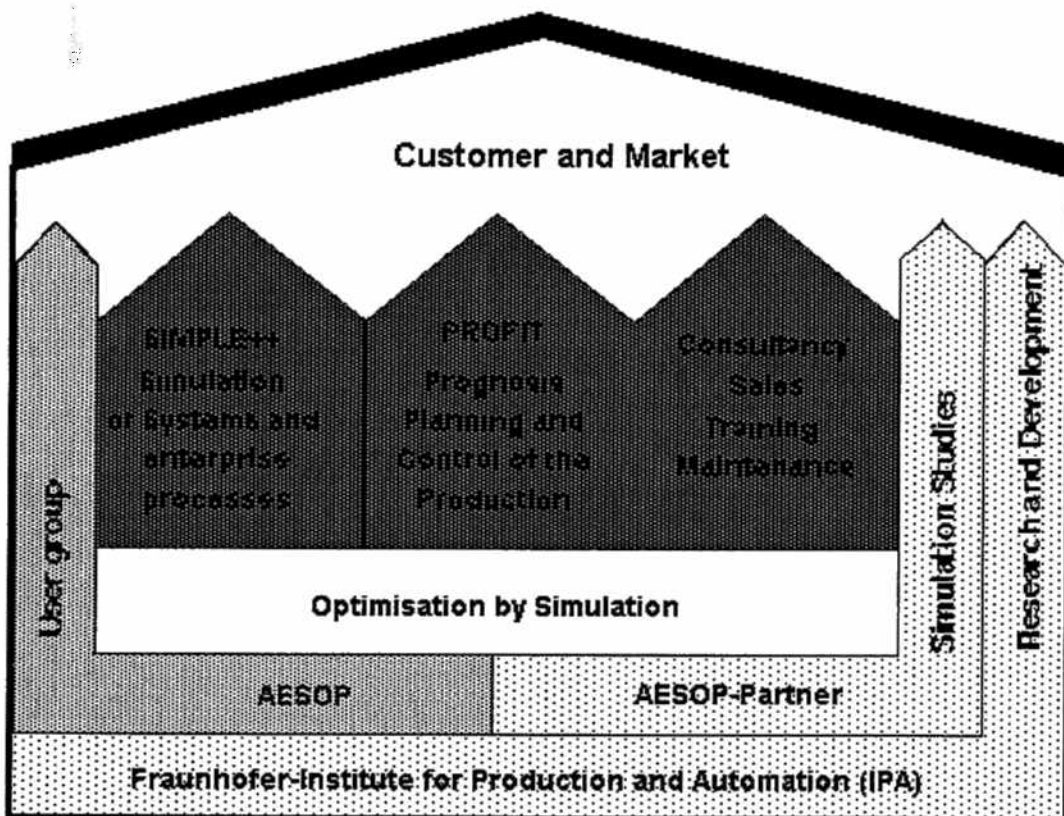 Customer and Market
SIMPLE++
Simulation
of Systems and
enterprise
processes
PROFIT
Prognosis
Planning and
Control of the
Production
Consultancy
Sales
Training
Maintenance
User group
Simulation Studies
Research and Development
Optimisation by Simulation
AESOP
AESOP-Partner
Fraunhofer-Institute for Production and Automation (IPA)